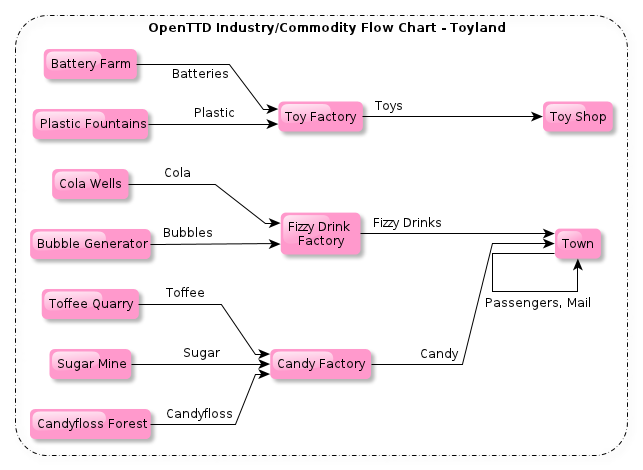 OpenTTD Industry/Commodity Flow Chart - Toyland
Battery Farm
Batteries
Plastic Fountains
Plastic
Toy Factory
Toys
Toy Shop
Cola Wells
Cola
Bubble Generator
Bubbles
Fizzy Drink
Factory
Fizzy Drinks
Town
Passengers, Mail
Toffee Quarry
Toffee
Sugar Mine
Sugar
Candy Factory
Candy
Candyfloss Forest
Candyfloss